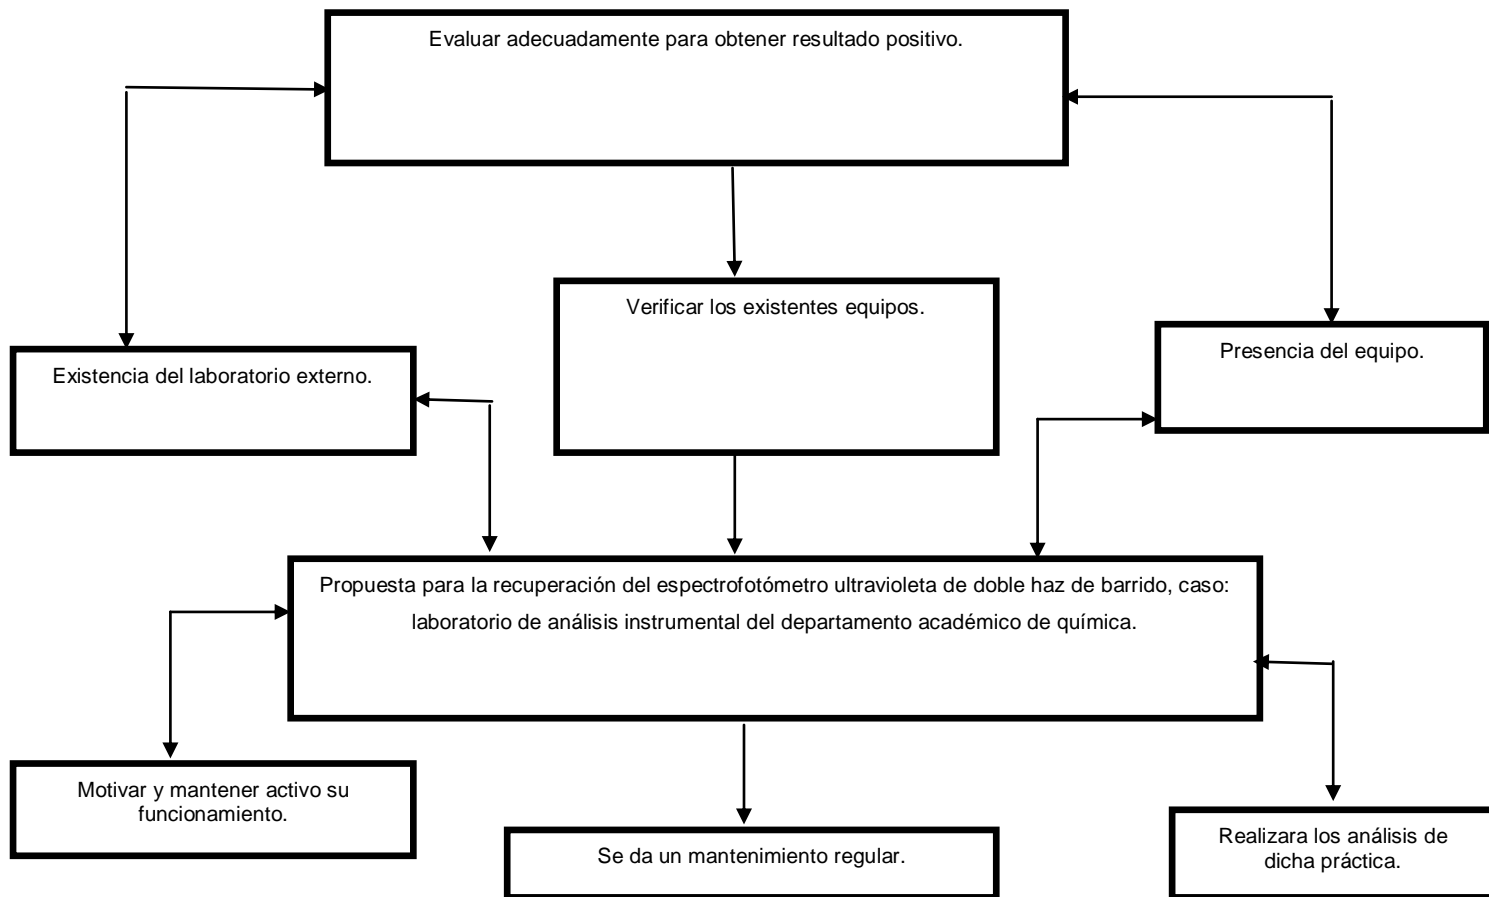 Evaluar adecuadamente para obtener resultado positivo.
Verificar los existentes equipos.
Existencia del laboratorio externo.
Presencia del equipo.
Propuesta para la recuperación del espectrofotómetro ultravioleta de doble haz de barrido, caso:
laboratorio de análisis instrumental del departamento académico de química.
Motivar y mantener activo su
funcionamiento.
Se da un mantenimiento regular.
Realizara los análisis de
dicha práctica.